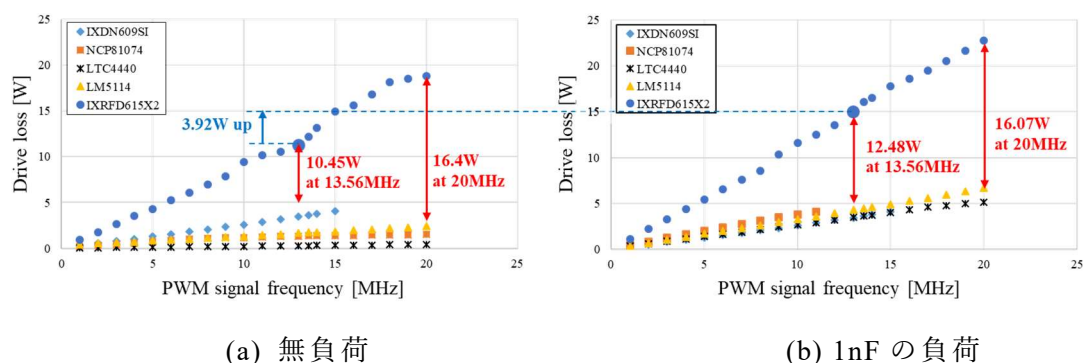 25
20
15
10
5
0
Drive loss [W]
IXDN609SI
NCP81074
LTC4440
LM5114
IXRFD615X2
3.92W up
10.45W
at 13.56MHz
16.4W
at 20MHz
0 5 10 15 20 25
PWM signal frequency [MHz]
(a) 無負荷
25
20
15
10
5
0
Drive loss [W]
IXDN609SI
NCP81074
LTC4440
LM5114
IXRFD615X2
12.48W
at 13.56MHz
16.07W
at 20MHz
0 5 10 15 20 25
PWM signal frequency [MHz]
(b) 1nF の負荷